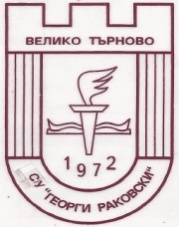 ВЕЛИКО ТЪРНОВО
1972
СУ "ГЕОРГИ РАКОВСКИ"